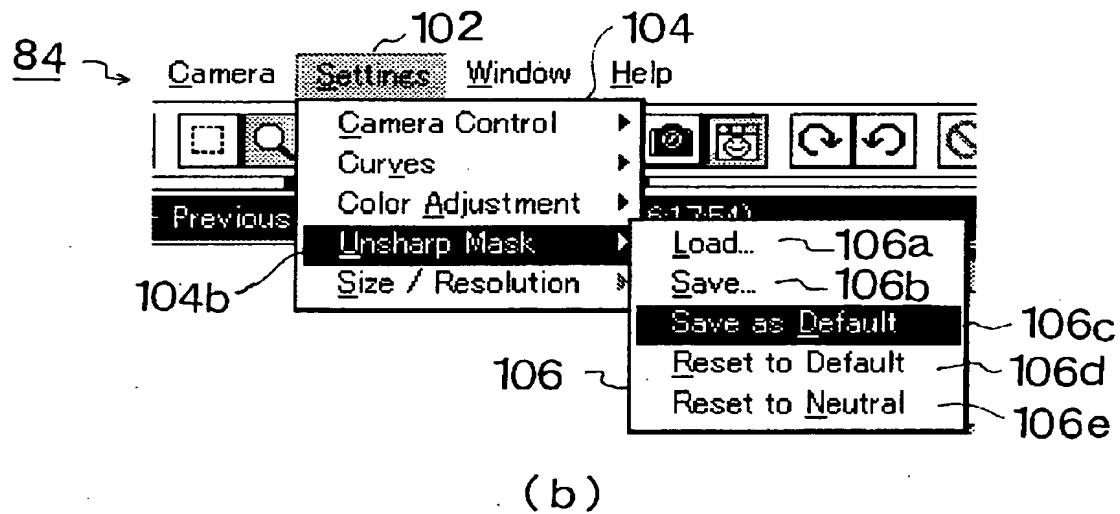 102
104
84
Camera Settings Window Help
Camera Control
Curves
Color Adjustment
Previous
Unsharp Mask
Size / Resolution
104b
Load... 106a
Save... 106b
Save as Default 106c
Reset to Default 106d
Reset to Neutral 106e
106
(b)